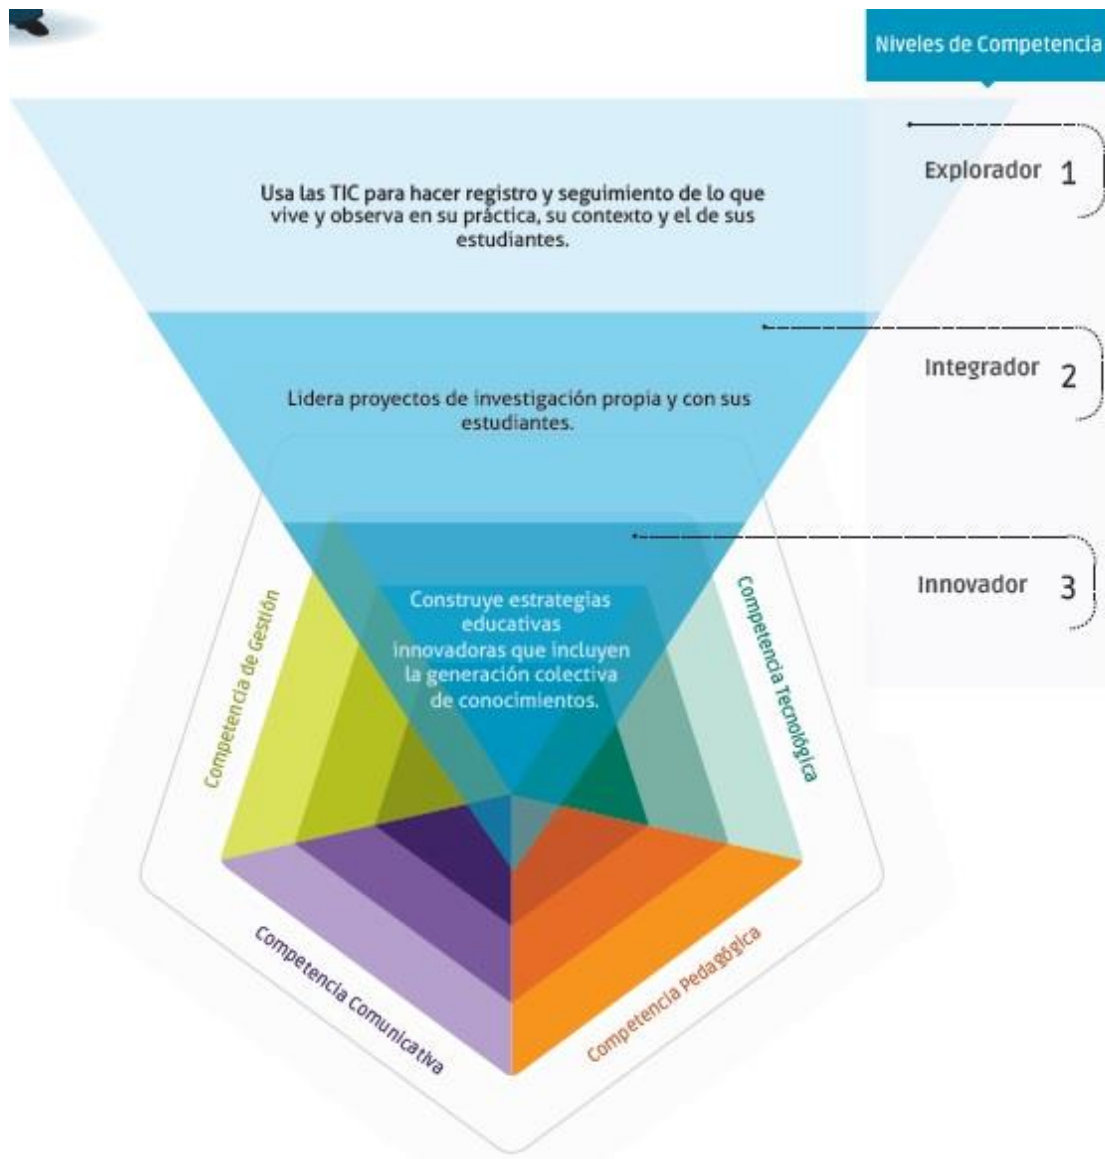 Niveles de Competencia
Usa las TIC para hacer registro y seguimiento de lo que
vive y observa en su práctica, su contexto y el de sus
estudiantes.
Explorador 1
Lidera proyectos de investigación propia y con sus
estudiantes.
Integrador 2
Construye estrategias
educativas
innovadoras que incluyen
la generación colectiva
de conocimientos.
Innovador 3
Competencia de Gestión
Competencia Tecnológica
Competencia Comunicativa
Competencia Pedagógica